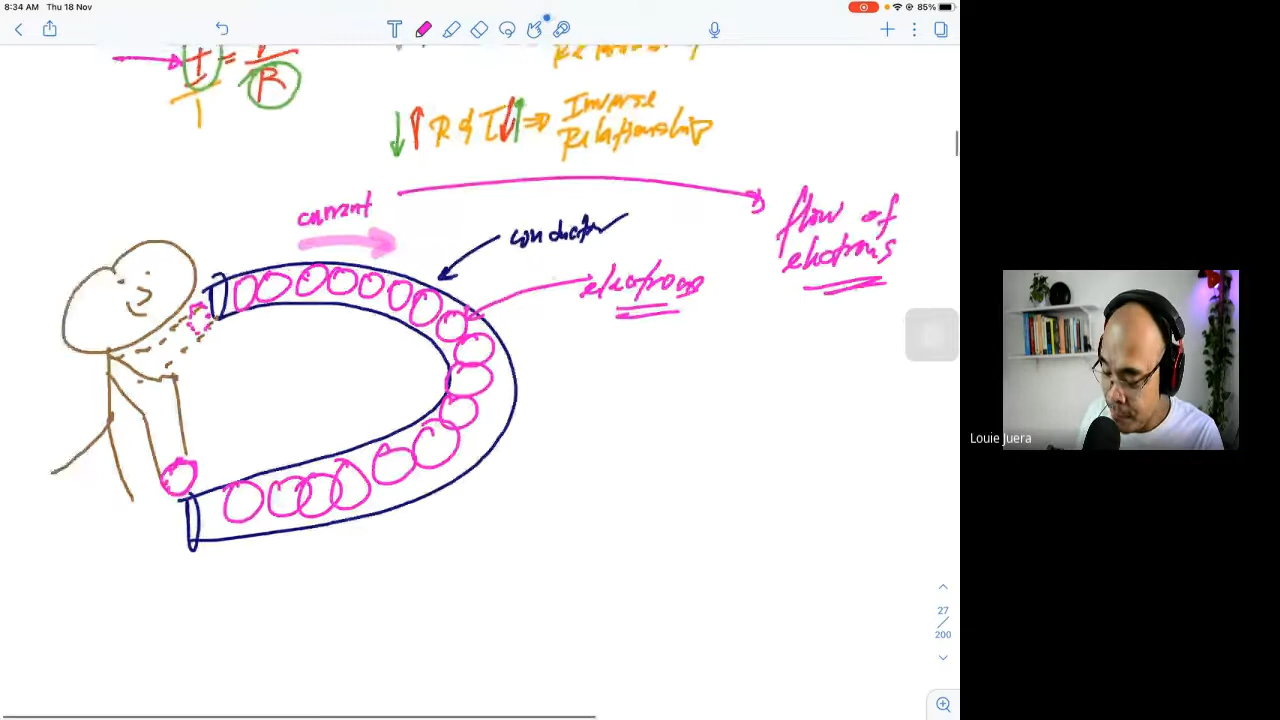 8:34 AM Thu 18 Nov
85%
T
I = 
R
1
R & I => Inverse
Relationship
current
flow of
electrons
conductor
electrons
27
/
200
Louie Juera